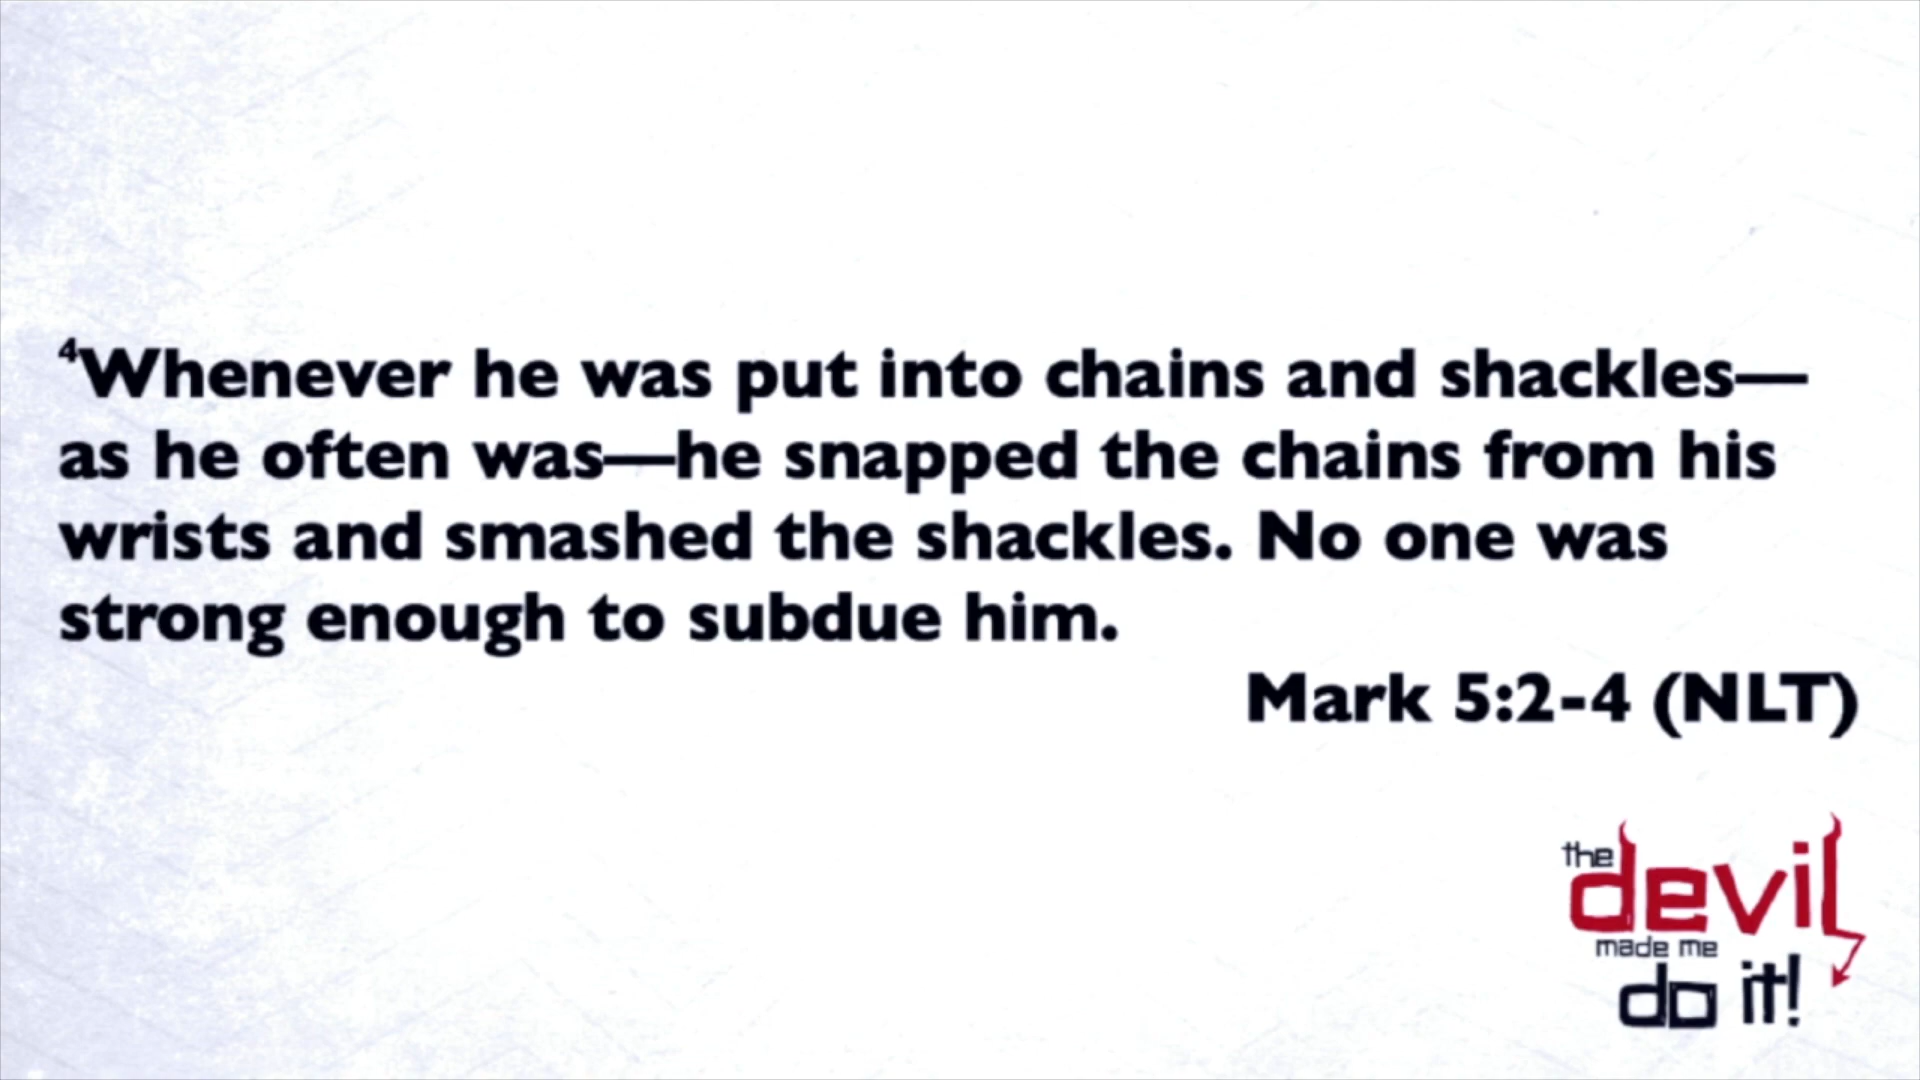 ⁴Whenever he was put into chains and shackles—
as he often was—he snapped the chains from his
wrists and smashed the shackles. No one was
strong enough to subdue him.
Mark 5:2-4 (NLT)
the
devil
made me
do it!